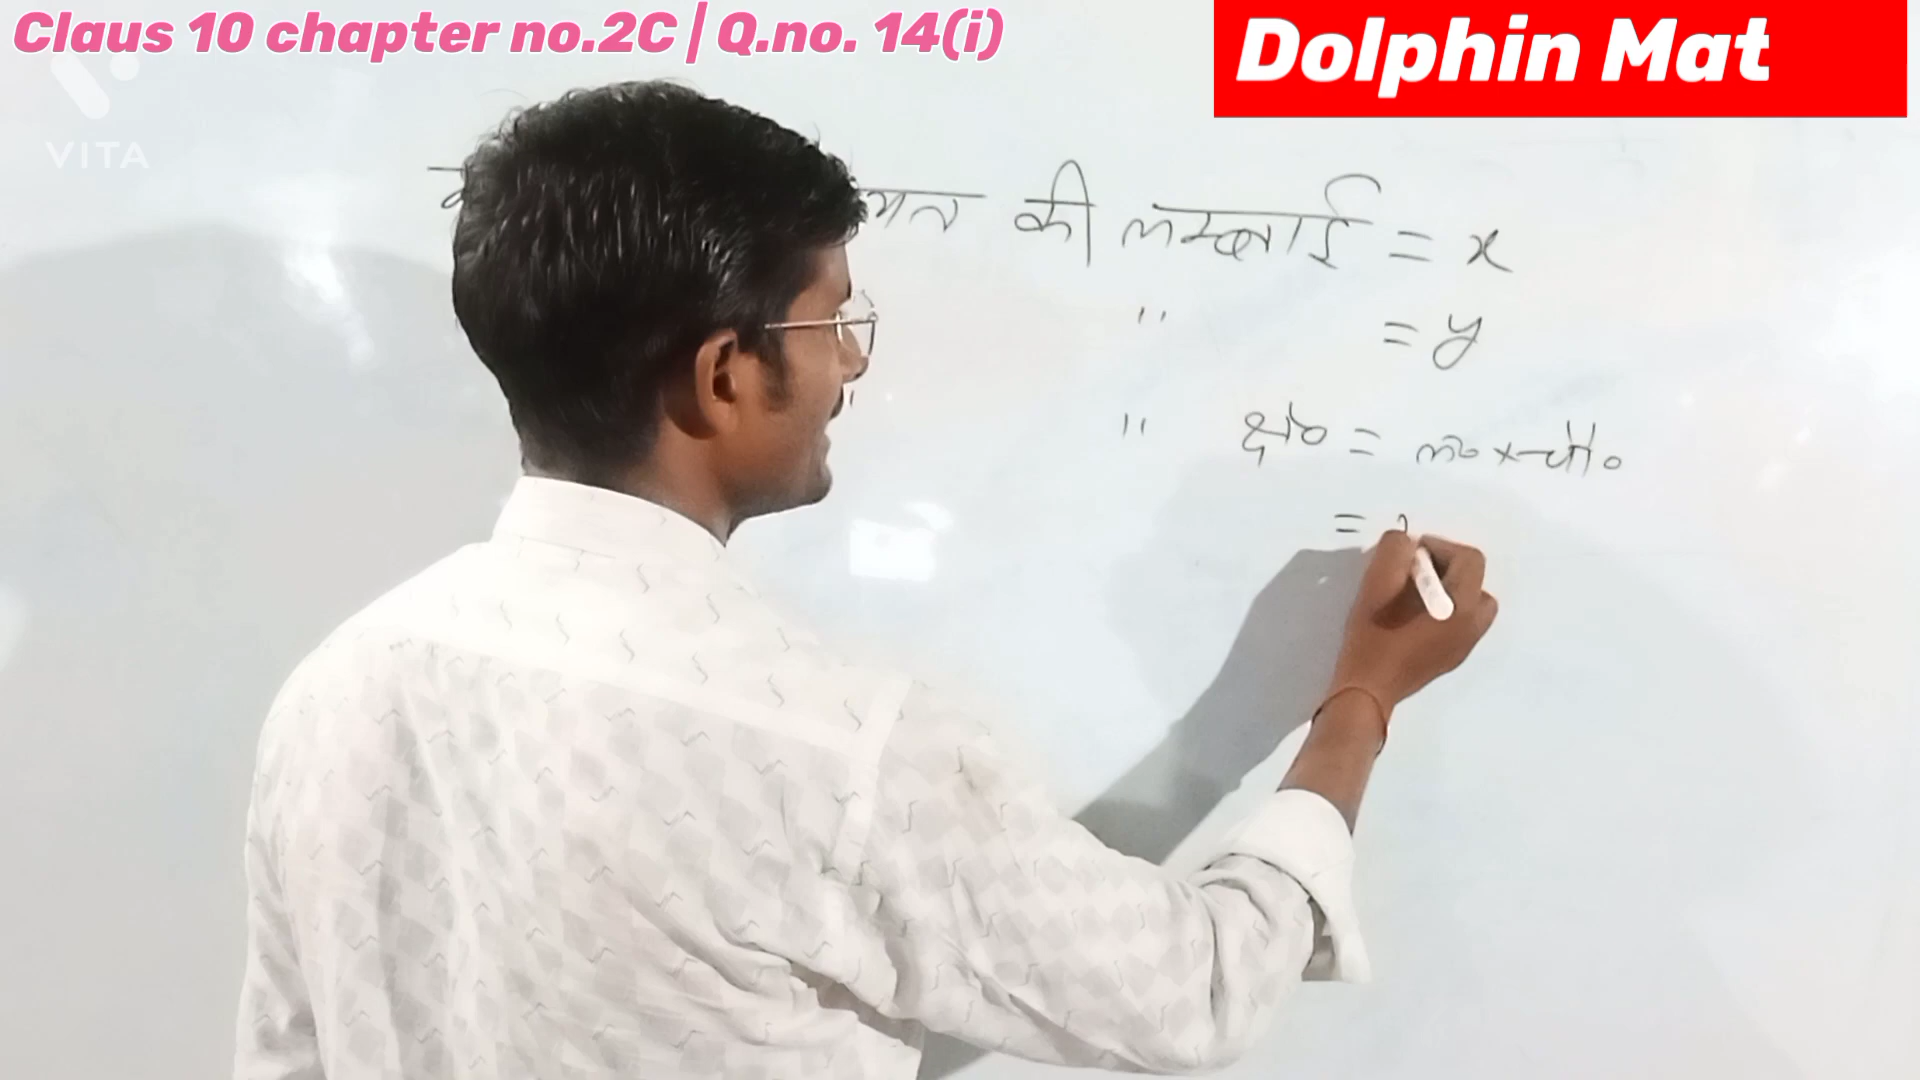 Claus 10 chapter no.2C | Q.no. 14(i)
Dolphin Mat
VITA
की लम्बाई = x
" = y
" क्षे० = ल० x चौ०
=